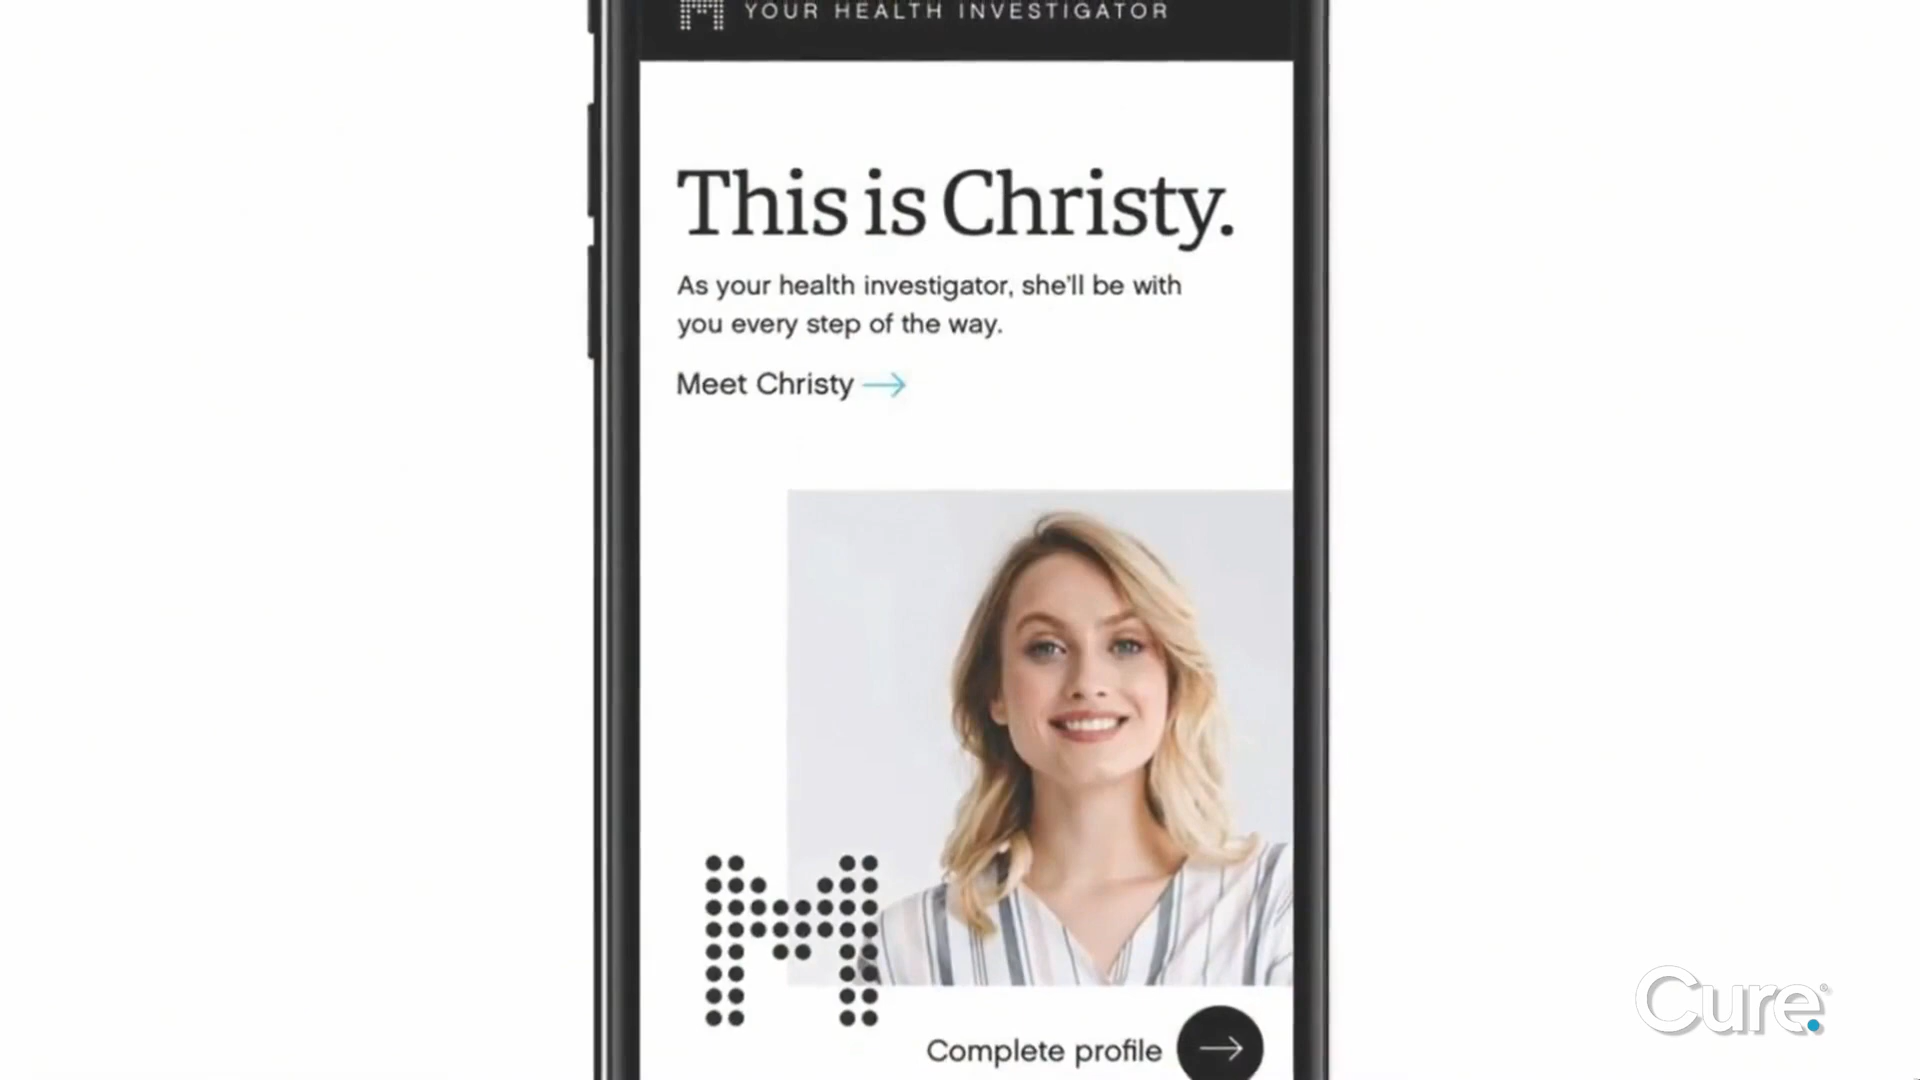 M YOUR HEALTH INVESTIGATOR
This is Christy.
As your health investigator, she'll be with
you every step of the way.
Meet Christy →
M
Complete profile →
Cure.®